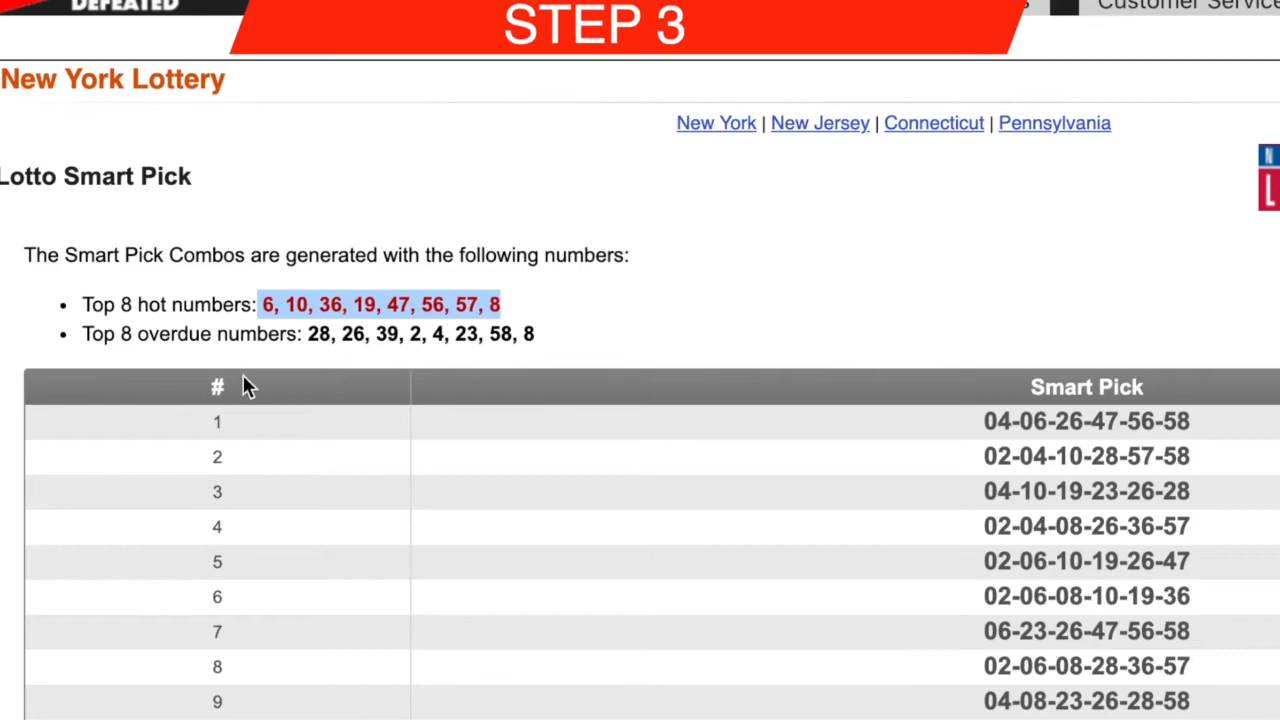 DEFEATED
STEP 3
Customer Service
New York Lottery
New York | New Jersey | Connecticut | Pennsylvania
Lotto Smart Pick
N
L
The Smart Pick Combos are generated with the following numbers:
• Top 8 hot numbers: 6, 10, 36, 19, 47, 56, 57, 8
• Top 8 overdue numbers: 28, 26, 39, 2, 4, 23, 58, 8
# Smart Pick
1 04-06-26-47-56-58
2 02-04-10-28-57-58
3 04-10-19-23-26-28
4 02-04-08-26-36-57
5 02-06-10-19-26-47
6 02-06-08-10-19-36
7 06-23-26-47-56-58
8 02-06-08-28-36-57
9 04-08-23-26-28-58